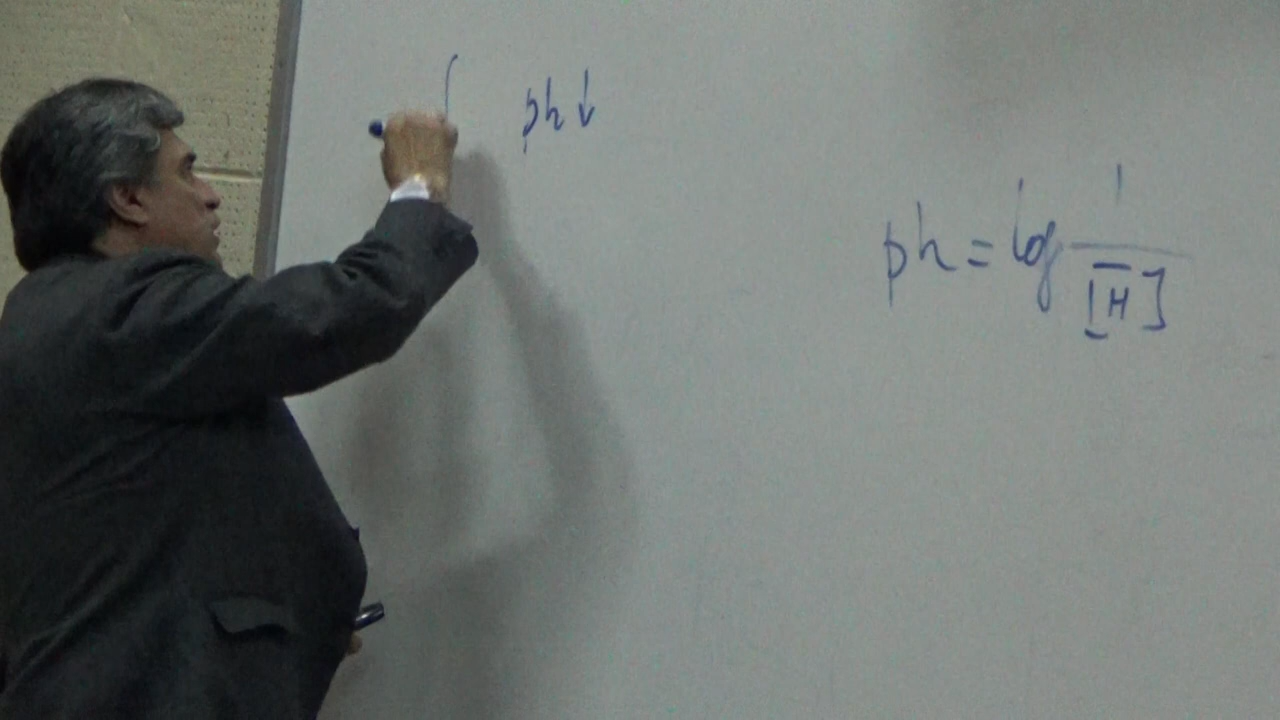 ph ↓
ph = log 1 / [H]